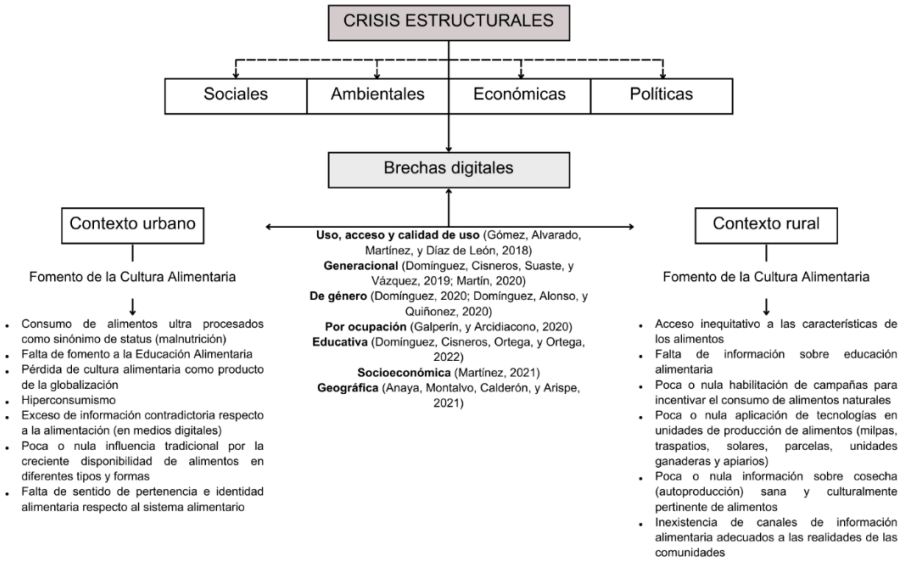 CRISIS ESTRUCTURALES
Sociales
Ambientales
Económicas
Políticas
Brechas digitales
Contexto urbano
Fomento de la Cultura Alimentaria
• Consumo de alimentos ultra procesados
como sinónimo de status (malnutrición)
• Falta de fomento a la Educación Alimentaria
• Pérdida de cultura alimentaria como producto
de la globalización
• Hiperconsumismo
• Exceso de información contradictoria respecto
a la alimentación (en medios digitales)
• Poca o nula influencia tradicional por la
creciente disponibilidad de alimentos en
diferentes tipos y formas
• Falta de sentido de pertenencia e identidad
alimentaria respecto al sistema alimentario
Uso, acceso y calidad de uso (Gómez, Alvarado,
Martínez, y Díaz de León, 2018)
Generacional (Domínguez, Cisneros, Suaste, y
Vázquez, 2019; Martín, 2020)
De género (Domínguez, 2020; Domínguez, Alonso, y
Quiñonez, 2020)
Por ocupación (Galperín, y Arcidiacono, 2020)
Educativa (Domínguez, Cisneros, Ortega, y Ortega,
2022)
Socioeconómica (Martínez, 2021)
Geográfica (Anaya, Montalvo, Calderón, y Arispe,
2021)
Contexto rural
Fomento de la Cultura Alimentaria
• Acceso inequitativo a las características de
los alimentos
• Falta de información sobre educación
alimentaria
• Poca o nula habilitación de campañas para
incentivar el consumo de alimentos naturales
• Poca o nula aplicación de tecnologías en
unidades de producción de alimentos (milpas,
traspatios, solares, parcelas, unidades
ganaderas y apiarios)
• Poca o nula información sobre cosecha
(autoproducción) sana y culturalmente
pertinente de alimentos
• Inexistencia de canales de información
alimentaria adecuados a las realidades de las
comunidades